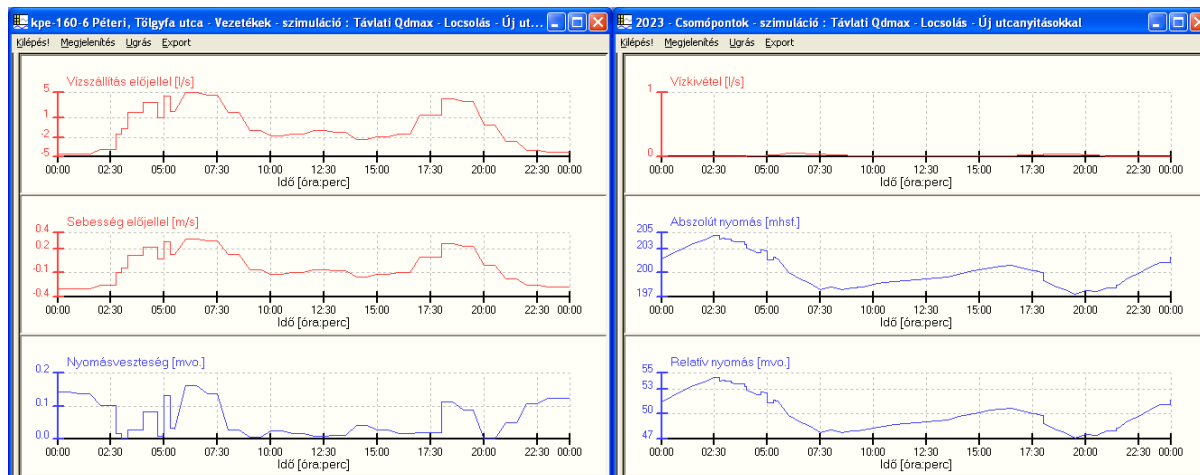 kpe-160-6 Péteri, Tölgyfa utca - Vezetékek - szimuláció : Távlati Qdmax - Locsolás - Új ut...
Kilépés! Megjelenítés Ugrás Export
Vízszállítás előjellel [l/s]
5
1
-2
-5
00:00 02:30 05:00 07:30 10:00 12:30 15:00 17:30 20:00 22:30 00:00
Idő [óra:perc]
Sebesség előjellel [m/s]
0.4
0.2
-0.1
-0.4
00:00 02:30 05:00 07:30 10:00 12:30 15:00 17:30 20:00 22:30 00:00
Idő [óra:perc]
Nyomásveszteség [mvo.]
0.2
0.1
0.0
00:00 02:30 05:00 07:30 10:00 12:30 15:00 17:30 20:00 22:30 00:00
Idő [óra:perc]
2023 - Csomópontok - szimuláció : Távlati Qdmax - Locsolás - Új utcanyitásokkal
Kilépés! Megjelenítés Ugrás Export
Vízkivétel [l/s]
1
0
00:00 02:30 05:00 07:30 10:00 12:30 15:00 17:30 20:00 22:30 00:00
Idő [óra:perc]
Abszolút nyomás [mhsf.]
205
203
200
197
00:00 02:30 05:00 07:30 10:00 12:30 15:00 17:30 20:00 22:30 00:00
Idő [óra:perc]
Relatív nyomás [mvo.]
55
53
50
47
00:00 02:30 05:00 07:30 10:00 12:30 15:00 17:30 20:00 22:30 00:00
Idő [óra:perc]